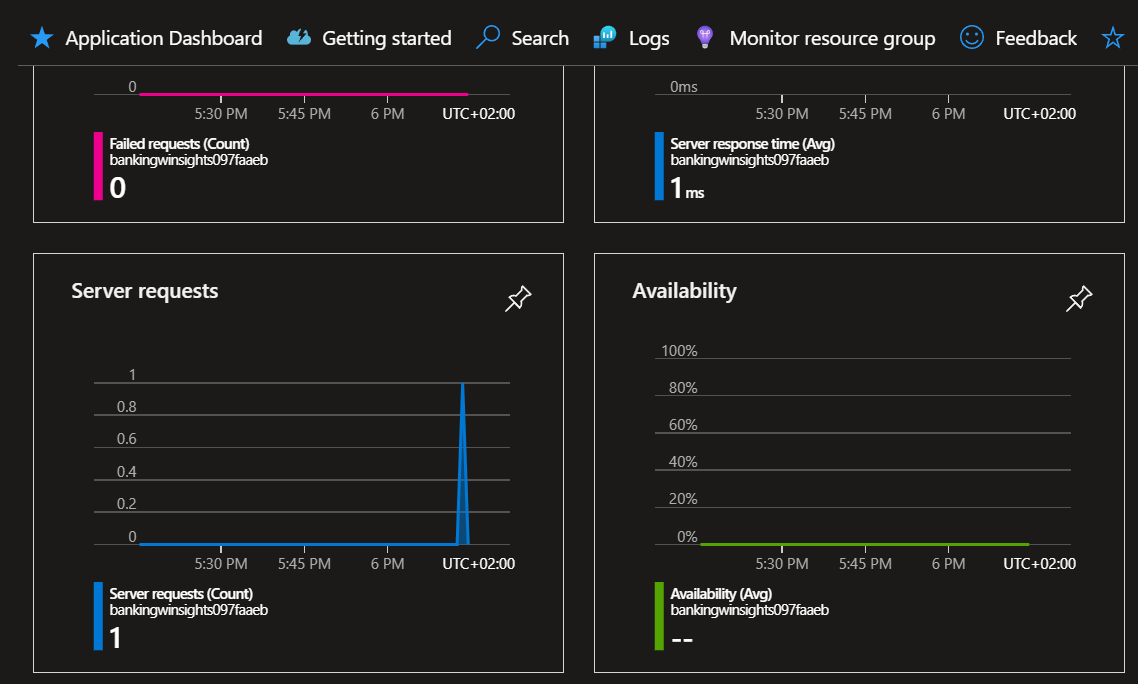 Application Dashboard Getting started Search Logs Monitor resource group Feedback
0
5:30 PM 5:45 PM 6 PM UTC+02:00
Failed requests (Count)
bankingwinsights097faaeb
0
0ms
5:30 PM 5:45 PM 6 PM UTC+02:00
Server response time (Avg)
bankingwinsights097faaeb
1 ms
Server requests
1
0.8
0.6
0.4
0.2
0
5:30 PM 5:45 PM 6 PM UTC+02:00
Server requests (Count)
bankingwinsights097faaeb
1
Availability
100%
80%
60%
40%
20%
0%
5:30 PM 5:45 PM 6 PM UTC+02:00
Availability (Avg)
bankingwinsights097faaeb
--